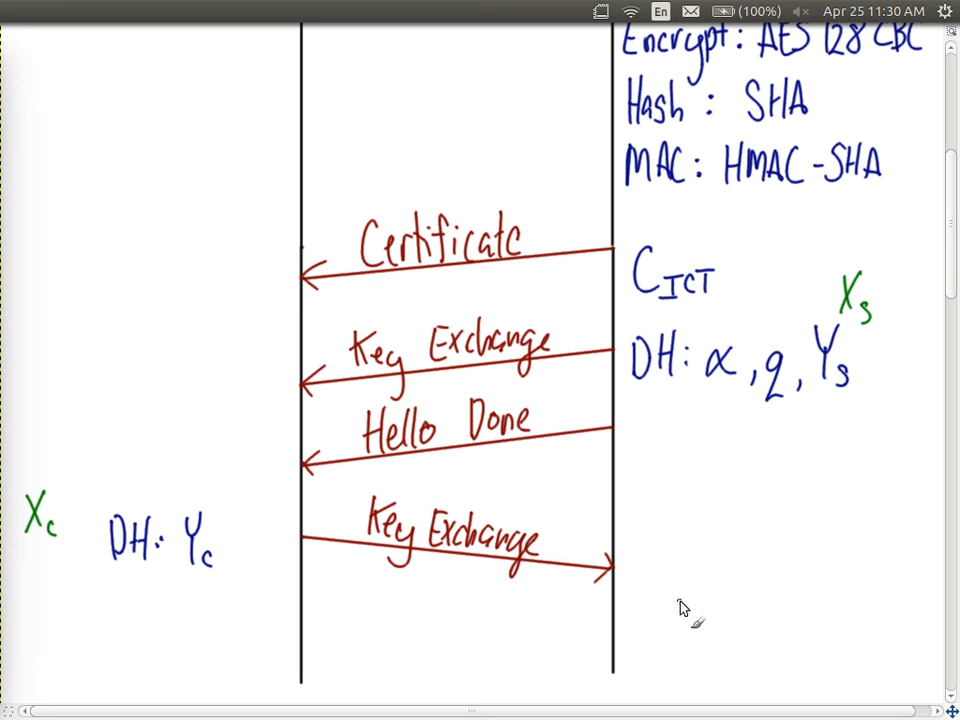 En (100%) Apr 25 11:30 AM
Encrypt: AES 128 CBC
Hash: SHA
MAC: HMAC-SHA
Certificate
C_ICT
X_s
Key Exchange
DH: α, q, Y_s
Hello Done
Key Exchange
X_c DH: Y_c